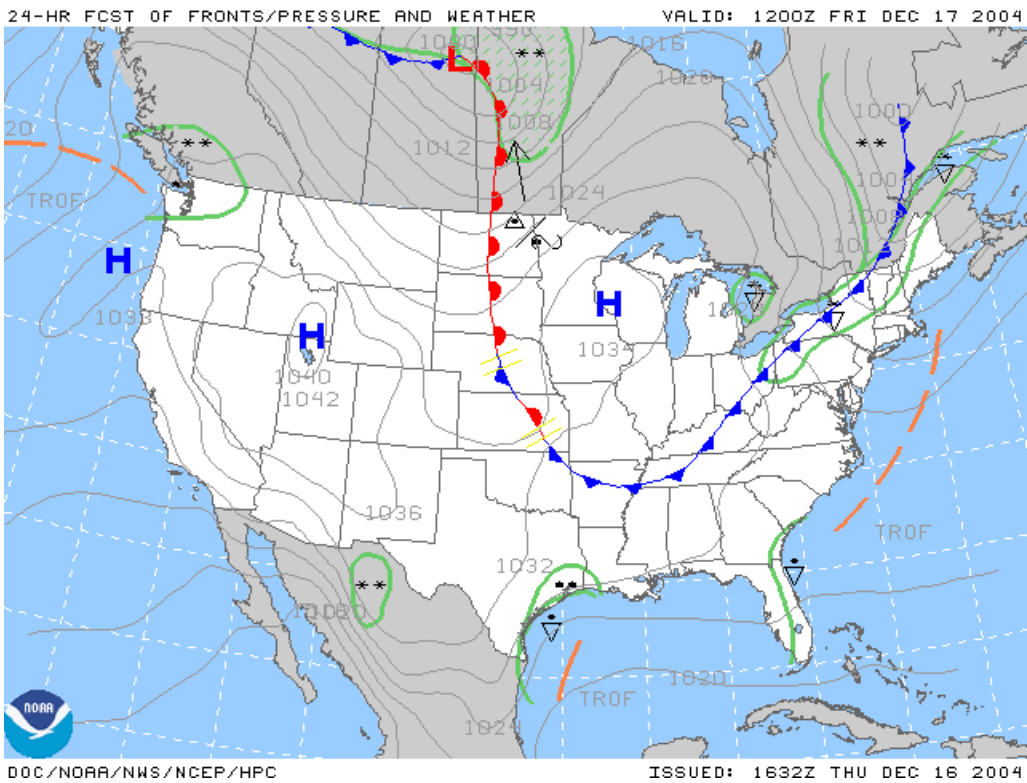 24-HR FCST OF FRONTS/PRESSURE AND WEATHER VALID: 1200Z FRI DEC 17 2004
1016
L
1004
1020
1000
1008
20
1012
1024
TROF
1008
H
H
H
1034
1040
1042
1036
TROF
1032
1020
TROF
1024
NOAA
DOC/NOAA/NWS/NCEP/HPC ISSUED: 1632Z THU DEC 16 2004